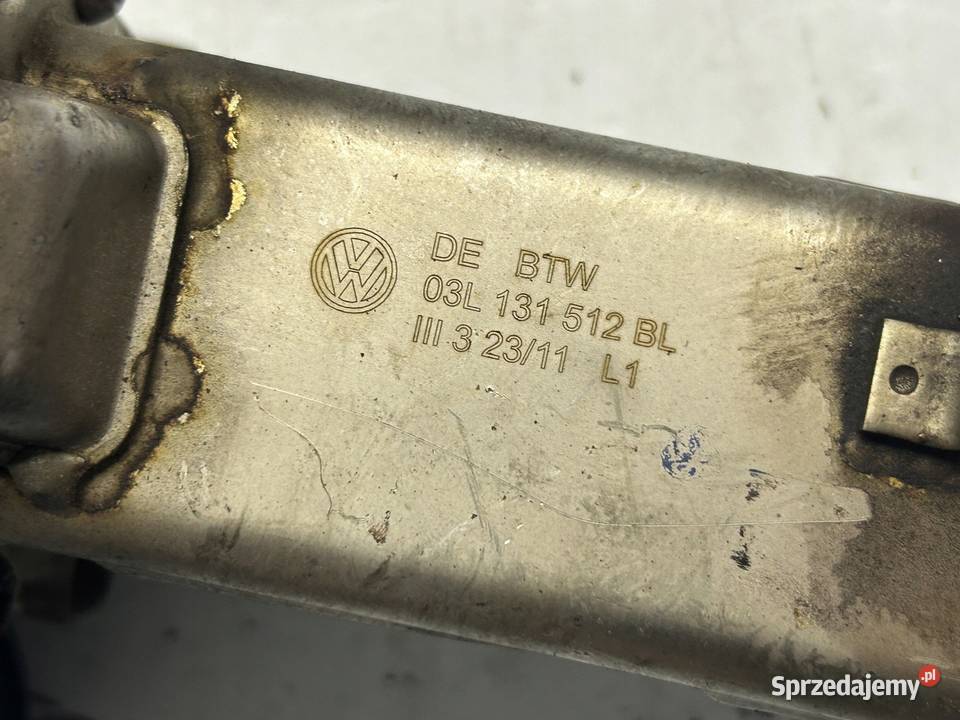 DE BTW
03L 131 512 BL
III 3 23/11 L1
Sprzedajemy.pl